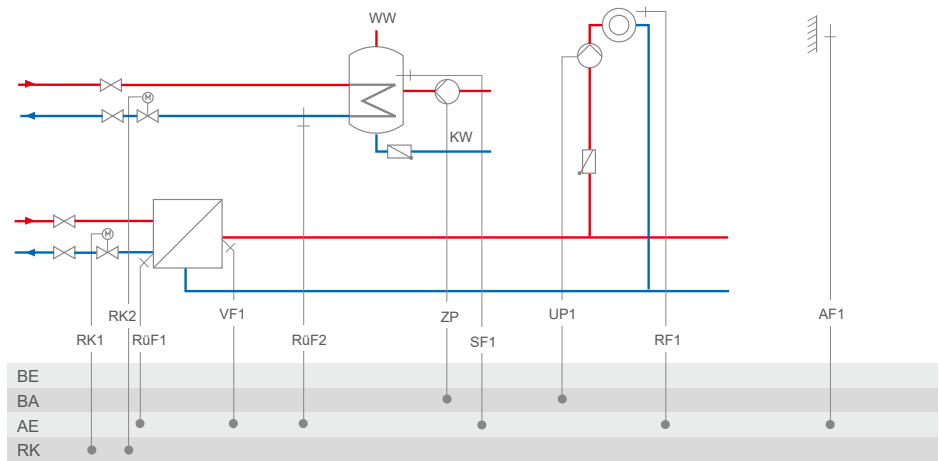 WW
M
KW
M
RK2 VF1 ZP UP1 AF1
RK1 RüF1 RüF2 SF1 RF1
BE
BA
AE
RK